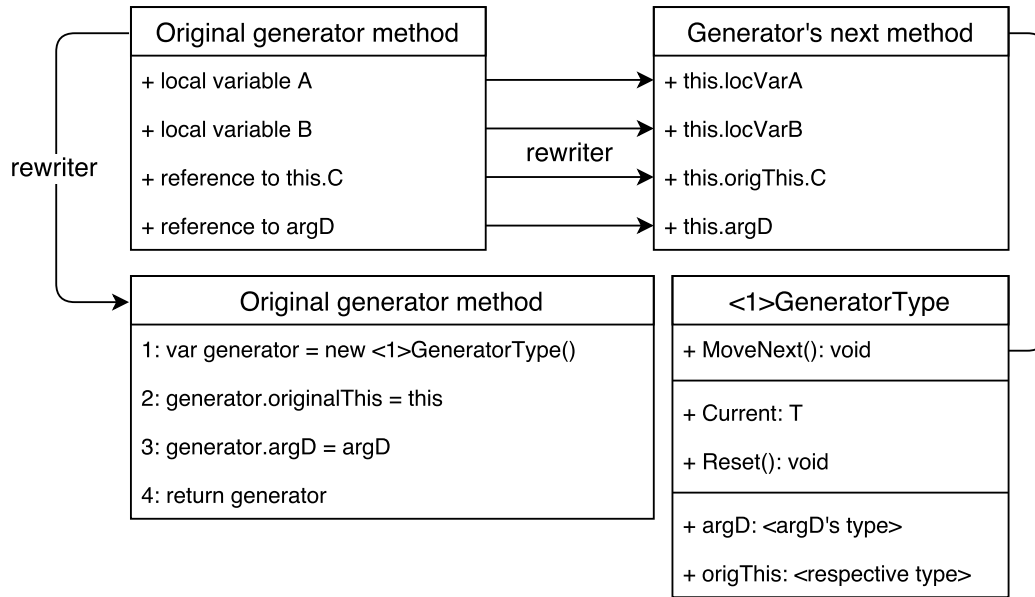 Original generator method
+ local variable A
+ local variable B
+ reference to this.C
+ reference to argD
rewriter
rewriter
Generator's next method
+ this.locVarA
+ this.locVarB
+ this.origThis.C
+ this.argD
Original generator method
1: var generator = new <1>GeneratorType()
2: generator.originalThis = this
3: generator.argD = argD
4: return generator
<1>GeneratorType
+ MoveNext(): void
+ Current: T
+ Reset(): void
+ argD: <argD's type>
+ origThis: <respective type>